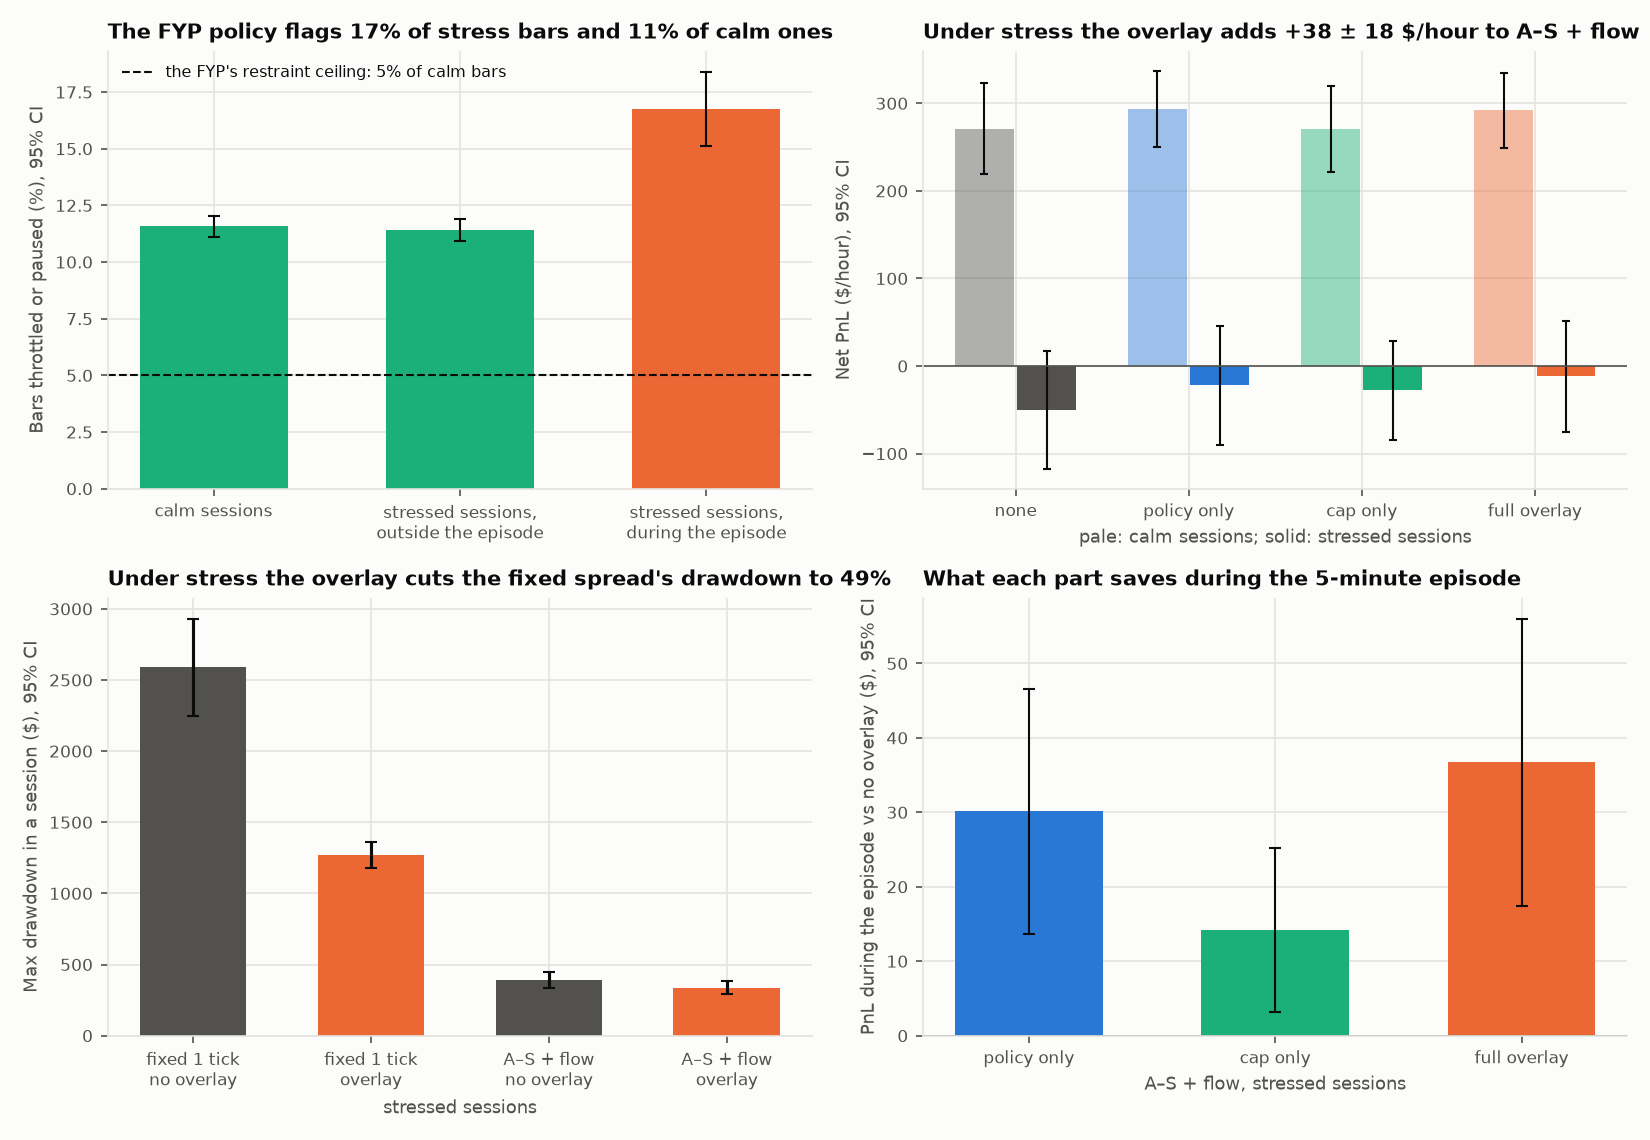 The FYP policy flags 17% of stress bars and 11% of calm ones
the FYP's restraint ceiling: 5% of calm bars
Bars throttled or paused (%), 95% CI
17.5
15.0
12.5
10.0
7.5
5.0
2.5
0.0
calm sessions
stressed sessions,
outside the episode
stressed sessions,
during the episode
Under stress the overlay adds +38 ± 18 $/hour to A–S + flow
Net PnL ($/hour), 95% CI
300
200
100
0
−100
none
policy only
cap only
full overlay
pale: calm sessions; solid: stressed sessions
Under stress the overlay cuts the fixed spread's drawdown to 49%
Max drawdown in a session ($), 95% CI
3000
2500
2000
1500
1000
500
0
fixed 1 tick
no overlay
fixed 1 tick
overlay
A–S + flow
no overlay
A–S + flow
overlay
stressed sessions
What each part saves during the 5-minute episode
PnL during the episode vs no overlay ($), 95% CI
50
40
30
20
10
0
policy only
cap only
full overlay
A–S + flow, stressed sessions